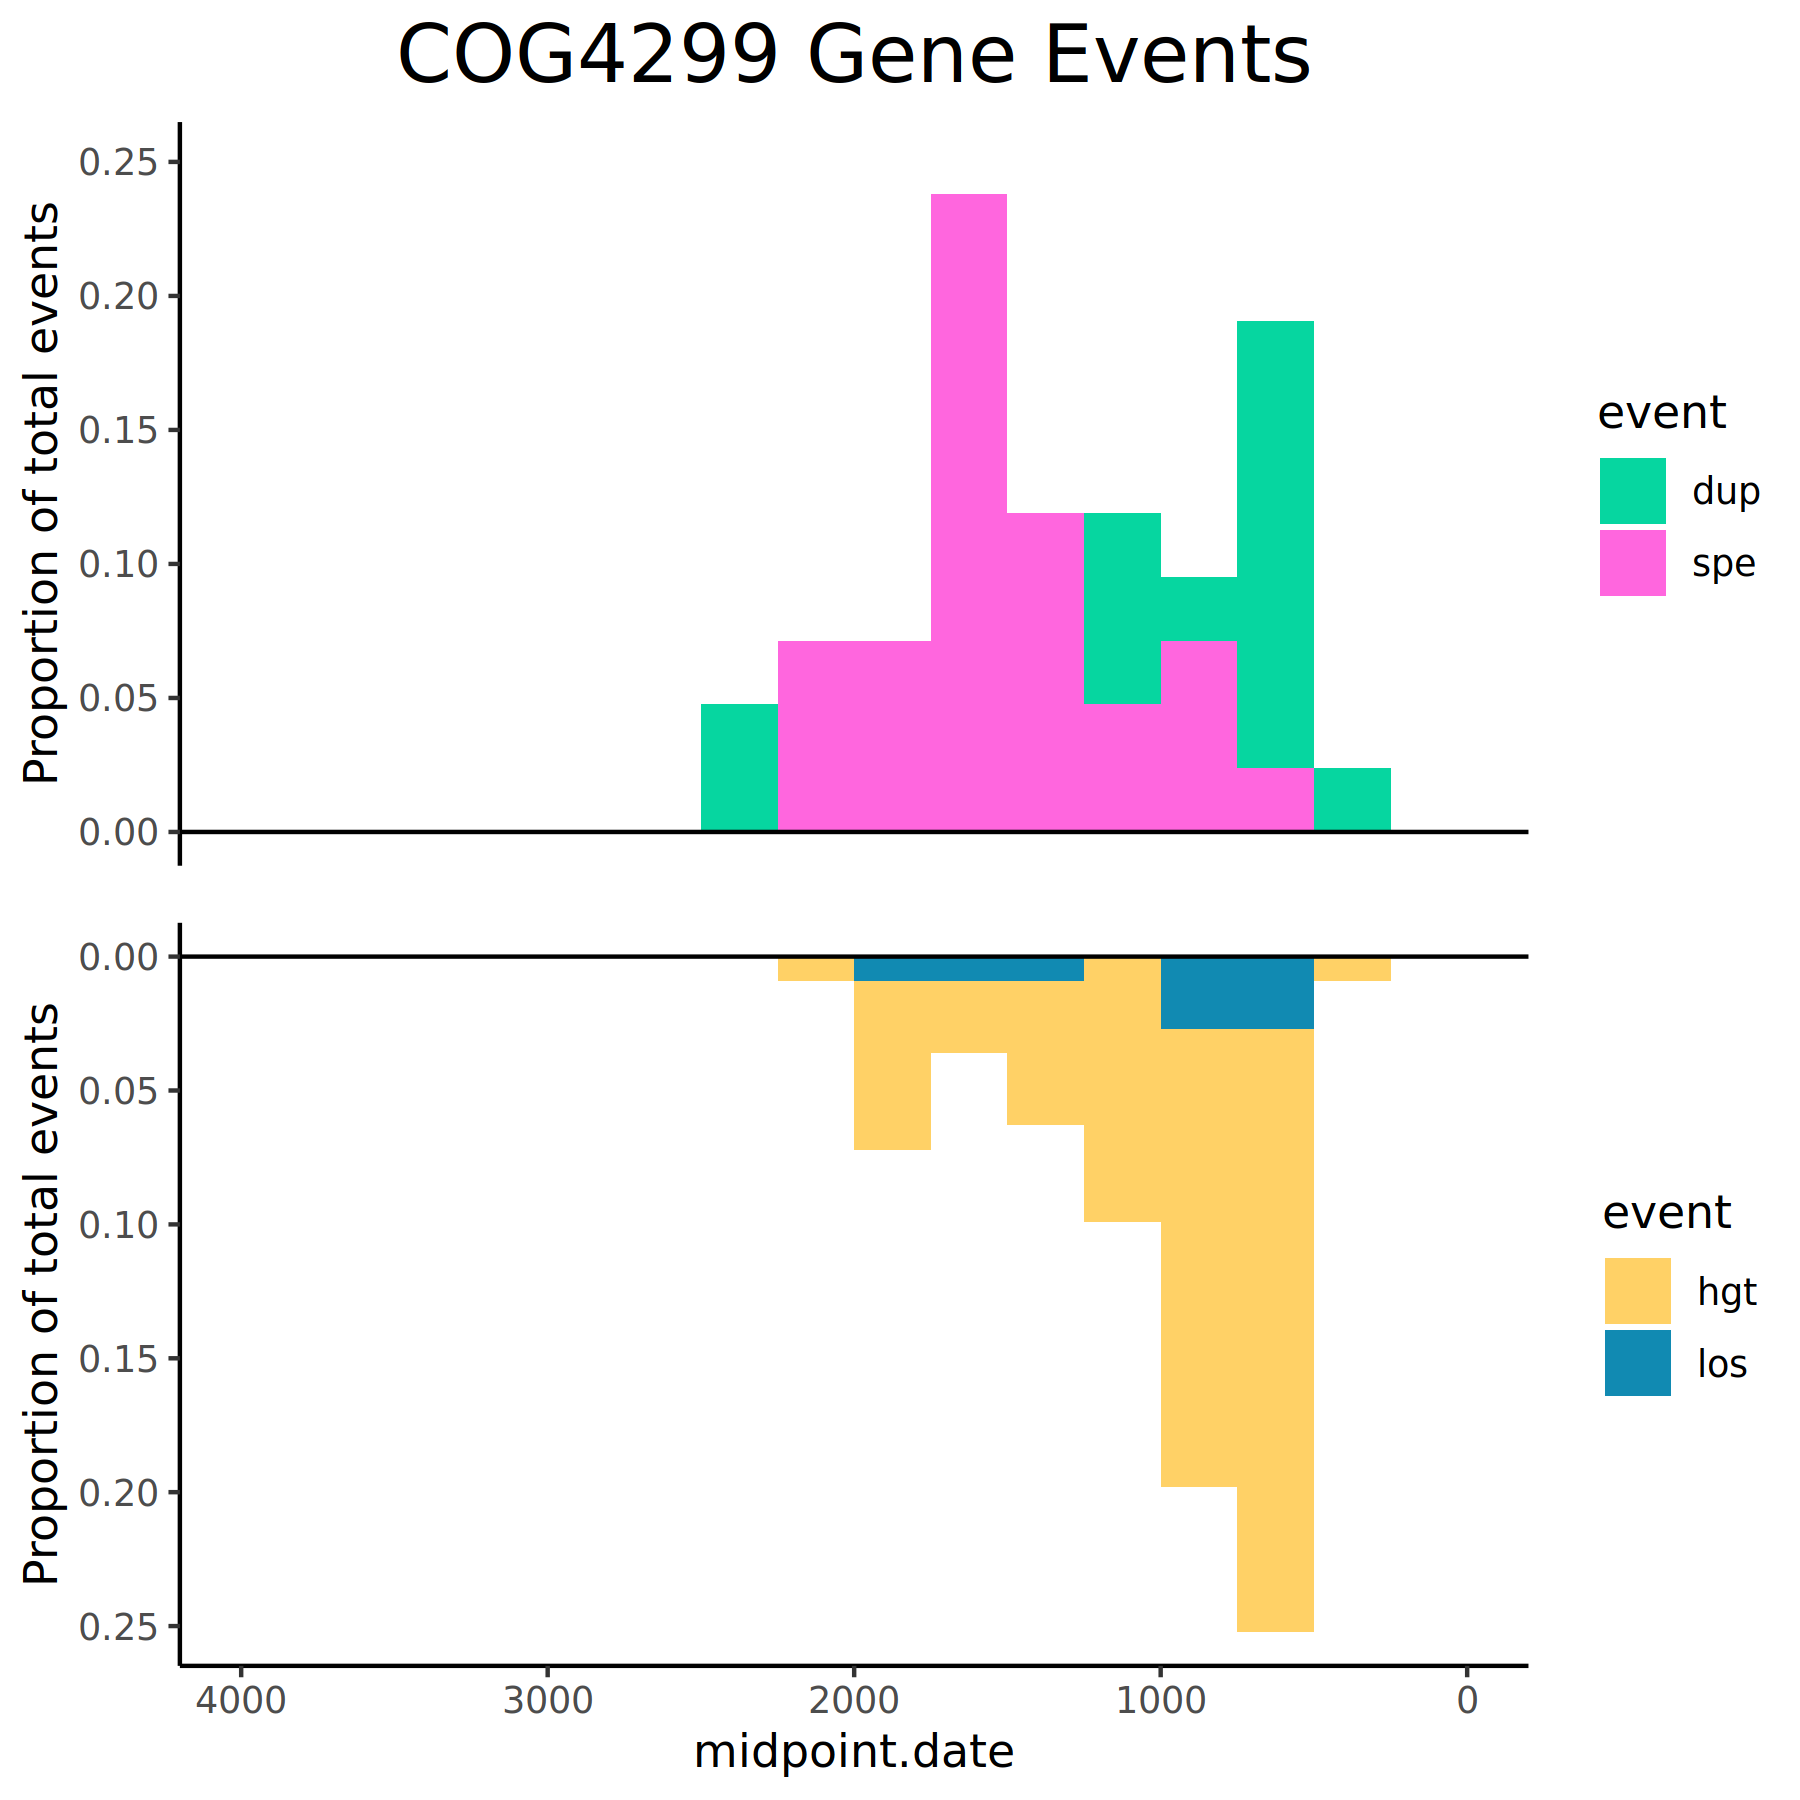 COG4299 Gene Events
Proportion of total events
0.25
0.20
0.15
0.10
0.05
0.00
event
dup
spe
Proportion of total events
0.00
0.05
0.10
0.15
0.20
0.25
event
hgt
los
4000 3000 2000 1000 0
midpoint.date